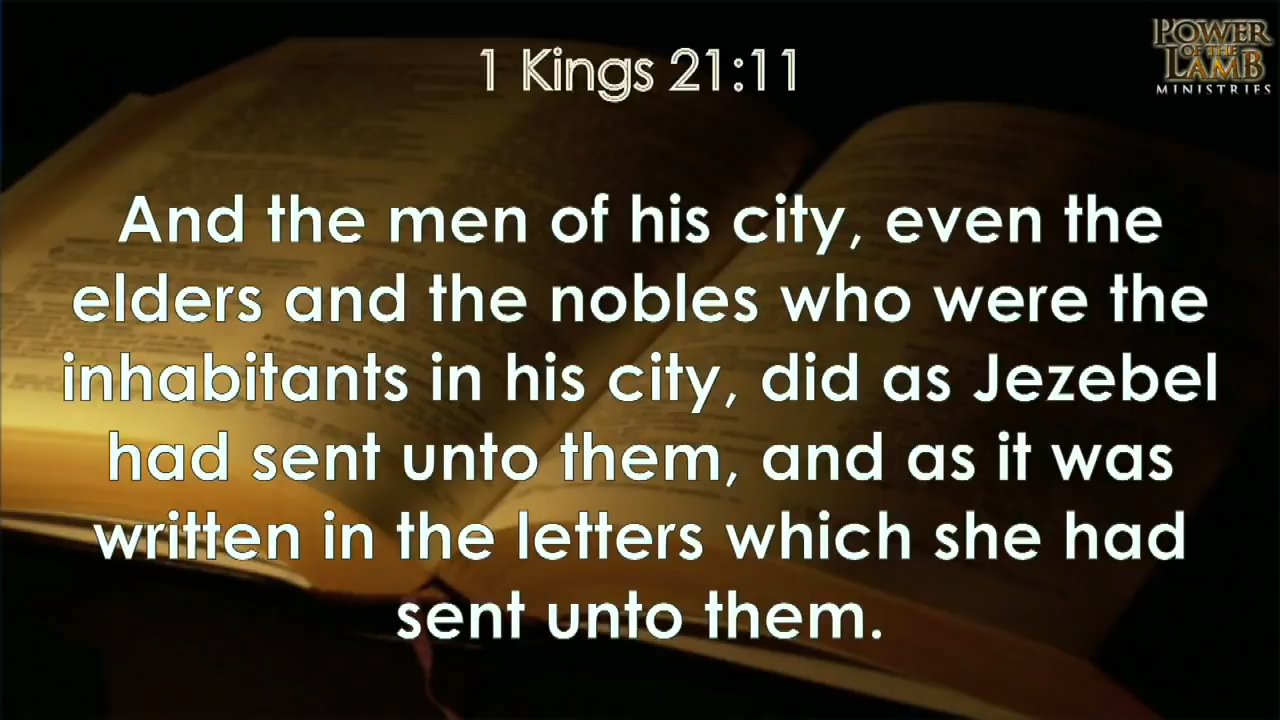 1 Kings 21:11
POWER
OF THE
LAMB
MINISTRIES
And the men of his city, even the
elders and the nobles who were the
inhabitants in his city, did as Jezebel
had sent unto them, and as it was
written in the letters which she had
sent unto them.